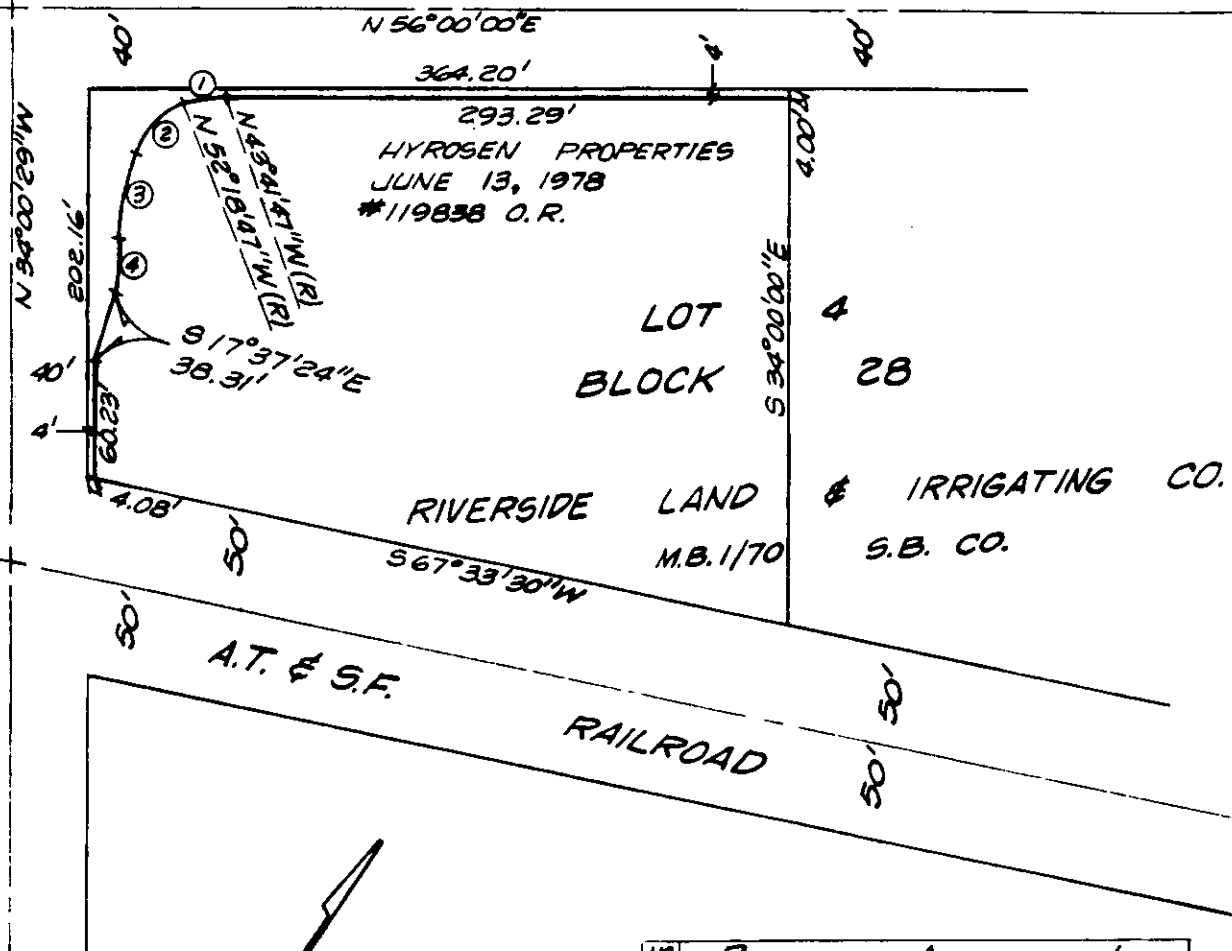 N 56°00'00"E
40'
4'
40'
364.20'
①
293.29'
4.00'
N 34°00'29"W
②
N 52°18'47"W (R)
N 43°41'47"W (R)
HYROSEN PROPERTIES
JUNE 13, 1978
#119838 O.R.
③
202.16'
④
S 34°00'00"E
LOT 4
S 17°37'24"E
38.31'
40'
BLOCK 28
4'
60.23'
4.08'
RIVERSIDE LAND & IRRIGATING CO.
M.B. 1/70 S.B. CO.
50'
S 67°33'30"W
50'
A.T. & S.F.
RAILROAD
50'
50'